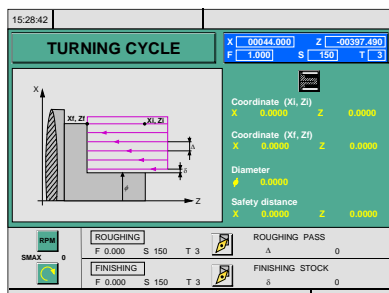 15:28:42
TURNING CYCLE
X 00044.000 Z -00397.490
F 1.000 S 150 T 3
X
Xf, Zf
Xi, Zi
Δ
δ
ϕ
Z
Coordinate (Xi, Zi)
X 0.0000 Z 0.0000
Coordinate (Xf, Zf)
X 0.0000 Z 0.0000
Diameter
ϕ 0.0000
Safety distance
X 0.0000 Z 0.0000
RPM
SMAX 0
ROUGHING
F 0.000 S 150 T 3
ROUGHING PASS
Δ 0
FINISHING
F 0.000 S 150 T 3
FINISHING STOCK
δ 0